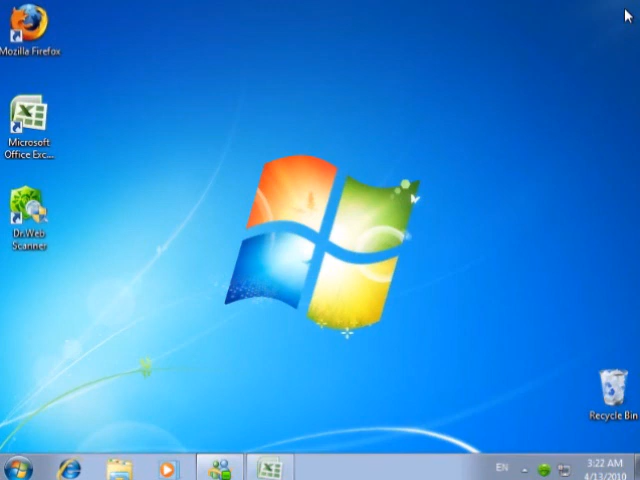 Mozilla Firefox
Microsoft
Office Exc...
Dr.Web
Scanner
Recycle Bin
EN
3:22 AM
4/13/2010